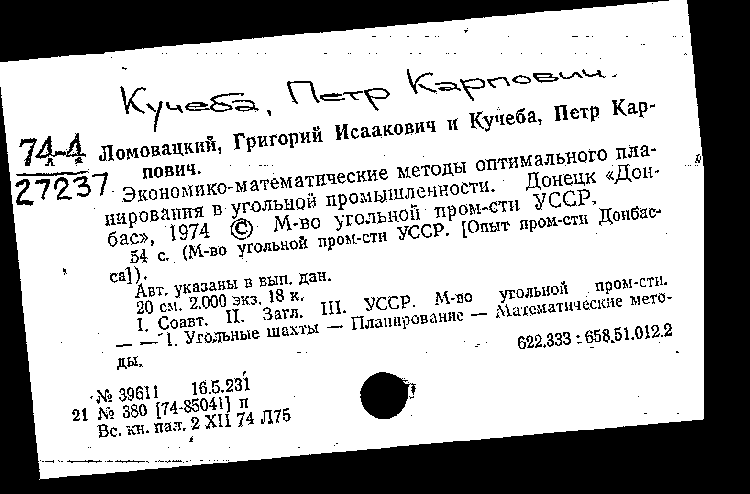 Кучеба, Петр Карпович.
74-4
27237
Ломовацкий, Григорий Исаакович и Кучеба, Петр Кар-
пович.
Экономико-математические методы оптимального пла-
нирования в угольной промышленности. Донецк «Дон-
бас», 1974 © М-во угольной пром-сти УССР.
54 с. (М-во угольной пром-сти УССР. [Опыт пром-сти Донбас-
са]).
Авт. указаны в вып. дан.
20 см. 2.000 экз. 18 к.
I. Соавт. II. Загл. III. УССР. М-во угольной пром-сти.
— — 1. Угольные шахты — Планирование — Математические мето-
ды.
622.333 : 658.51.012.2
№ 39611 16.5.231
21 № 380 [74-85041] п
Вс. кн. пал. 2 XII 74 Л75